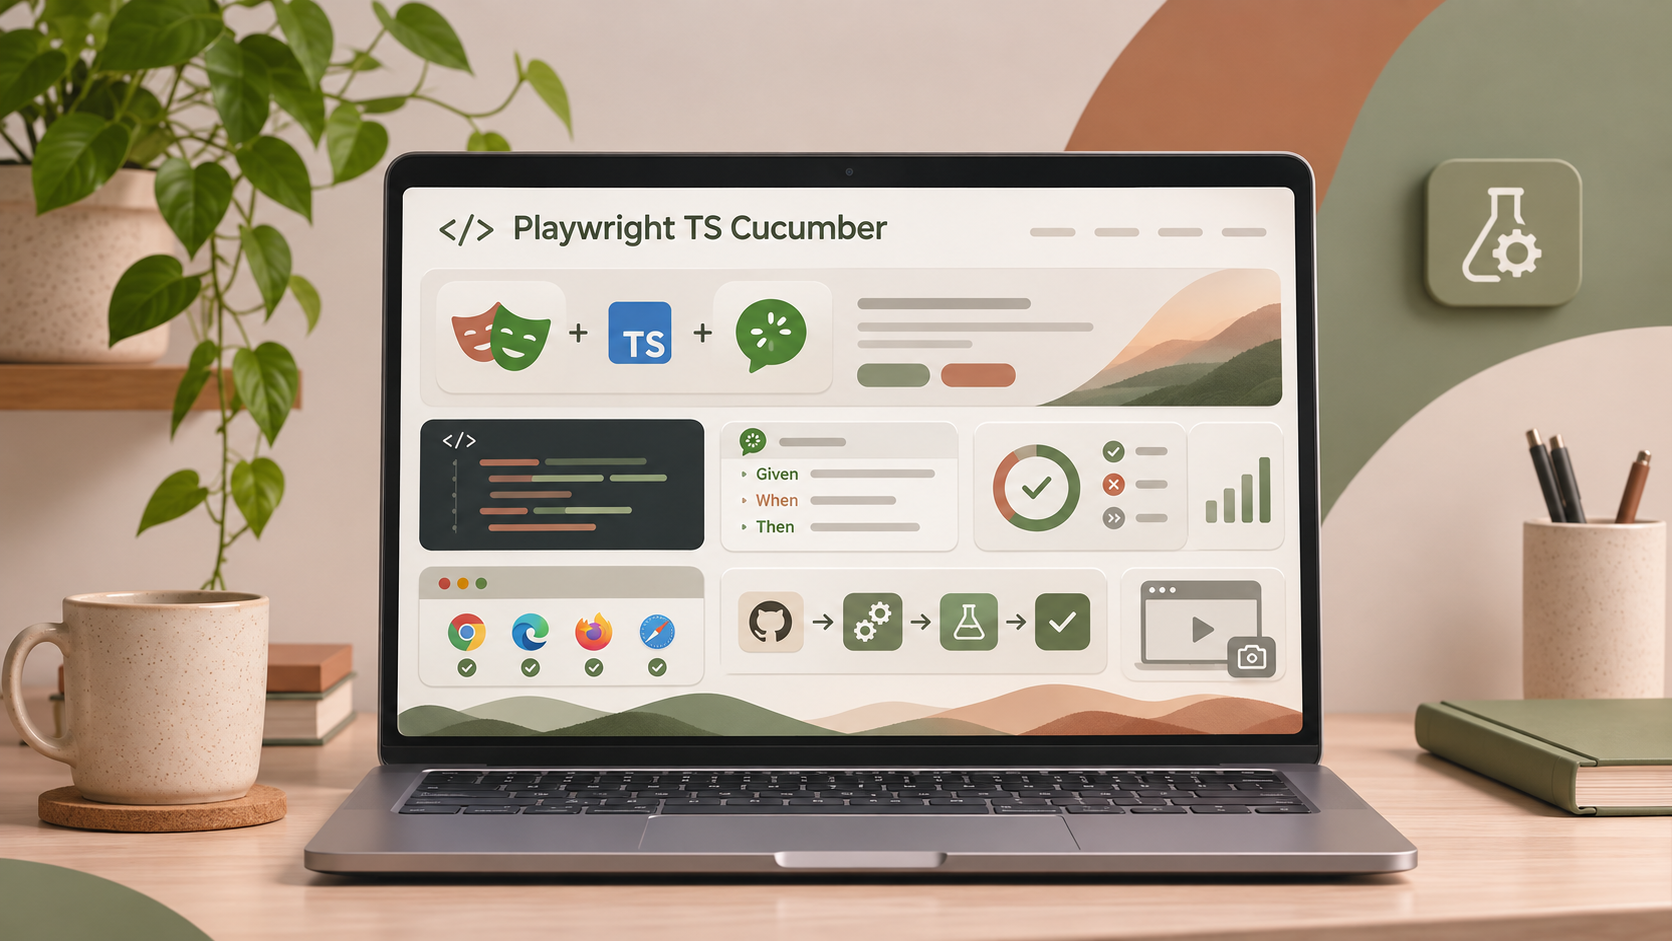 </> Playwright TS Cucumber
TS
</>
Given
When
Then